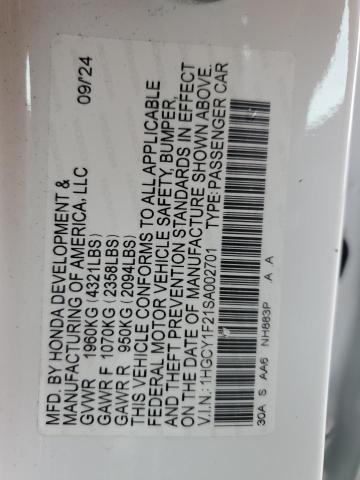 MFD. BY HONDA DEVELOPMENT & 09/24
MANUFACTURING OF AMERICA, LLC
GVWR 1960KG (4321LBS)
GAWR F 1070KG (2358LBS)
GAWR R 950KG (2094LBS)
THIS VEHICLE CONFORMS TO ALL APPLICABLE
FEDERAL MOTOR VEHICLE SAFETY, BUMPER,
AND THEFT PREVENTION STANDARDS IN EFFECT
ON THE DATE OF MANUFACTURE SHOWN ABOVE.
V.I.N.: 1HGCY1F21SA002701 TYPE: PASSENGER CAR
30A S AA6 NH883P A A